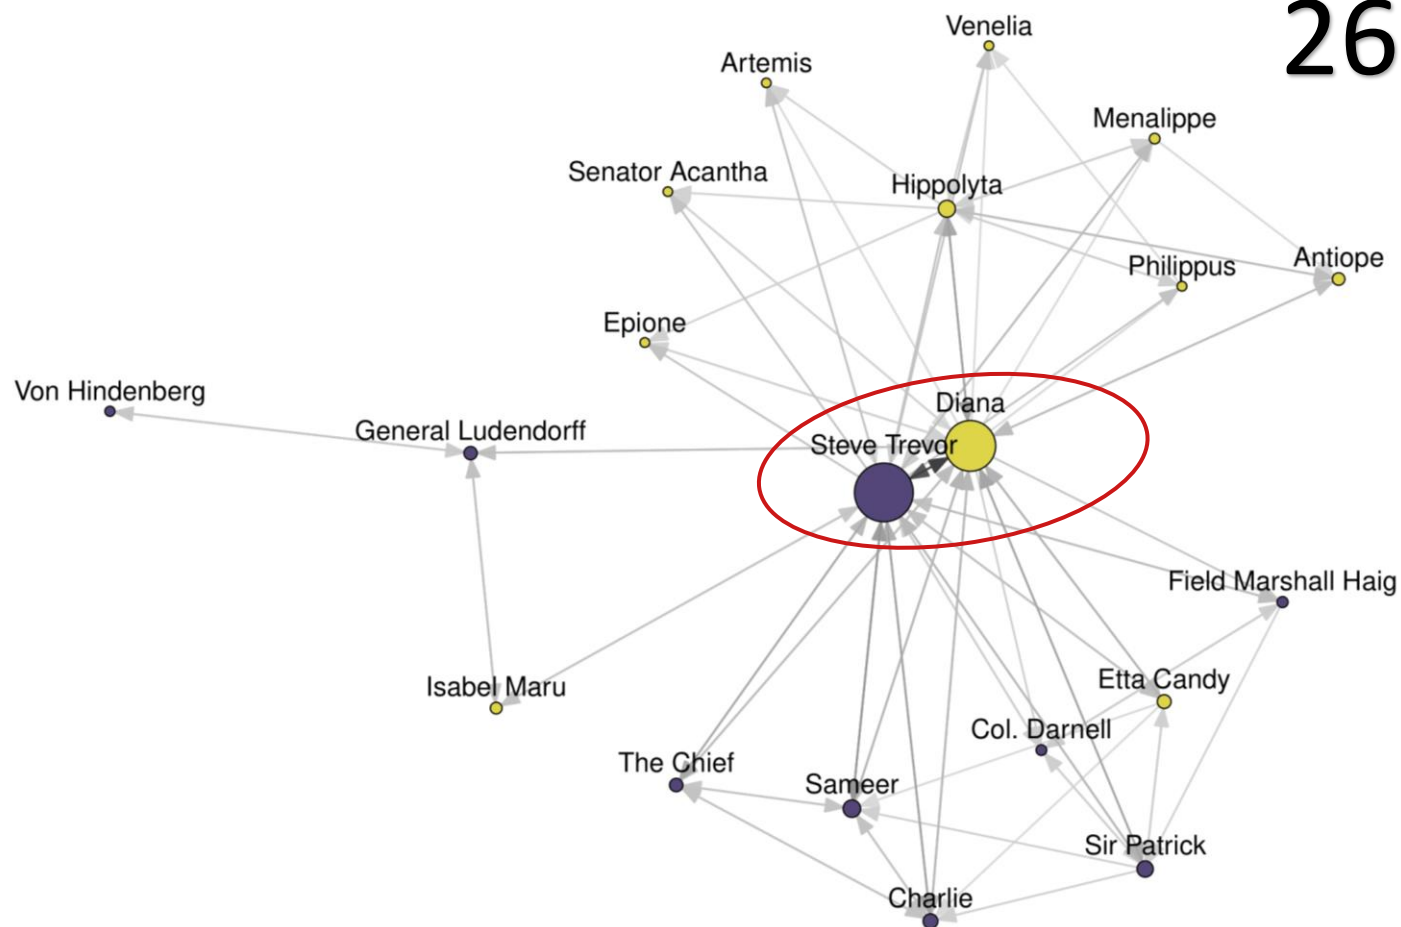 26
Venelia
Artemis
Menalippe
Senator Acantha
Hippolyta
Antiope
Philippus
Epione
Von Hindenberg
Diana
General Ludendorff
Steve Trevor
Field Marshall Haig
Isabel Maru
Etta Candy
Col. Darnell
The Chief
Sameer
Sir Patrick
Charlie